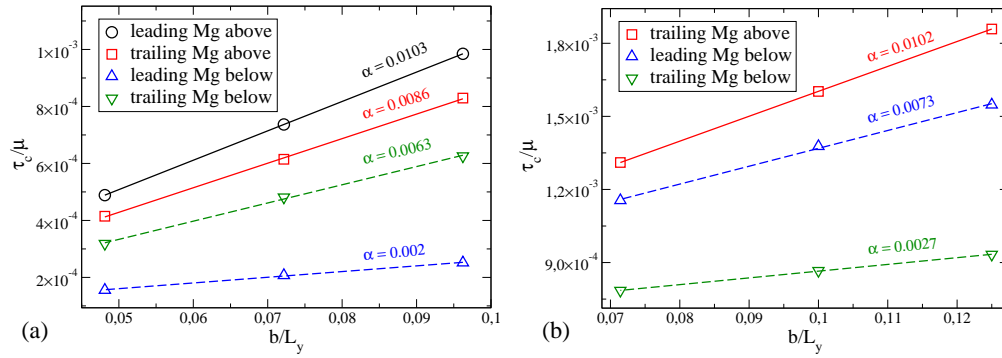 leading Mg above
trailing Mg above
leading Mg below
trailing Mg below
α = 0.0103
α = 0.0086
α = 0.0063
α = 0.002
1×10⁻³
8×10⁻⁴
6×10⁻⁴
4×10⁻⁴
2×10⁻⁴
τc/μ
0,05 0,06 0,07 0,08 0,09 0,1
b/Ly
(a)
trailing Mg above
leading Mg below
trailing Mg below
α = 0.0102
α = 0.0073
α = 0.0027
1.8×10⁻³
1.5×10⁻³
1.2×10⁻³
9.0×10⁻⁴
τc/μ
0,07 0,08 0,09 0,1 0,11 0,12
b/Ly
(b)